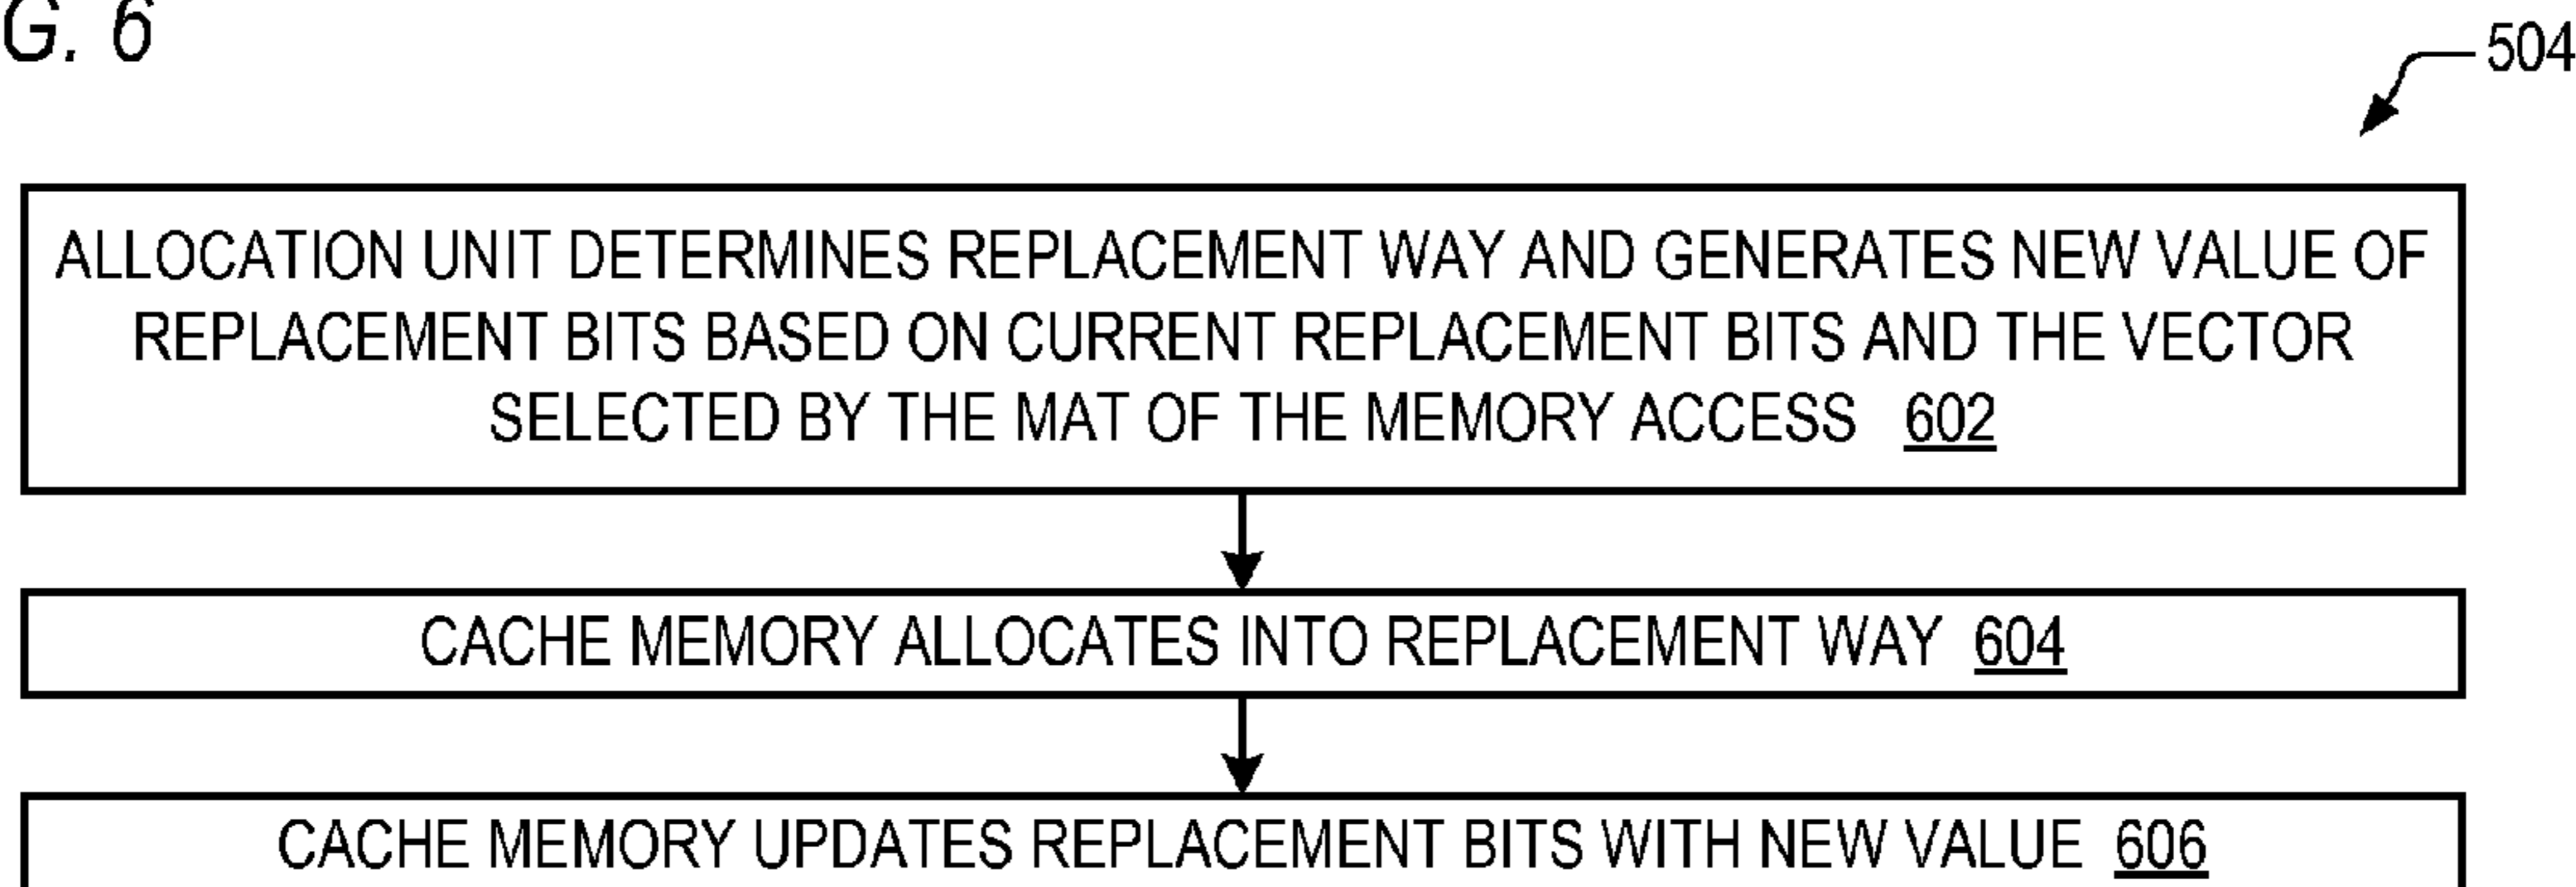 G. 6
504
ALLOCATION UNIT DETERMINES REPLACEMENT WAY AND GENERATES NEW VALUE OF
REPLACEMENT BITS BASED ON CURRENT REPLACEMENT BITS AND THE VECTOR
SELECTED BY THE MAT OF THE MEMORY ACCESS 602
CACHE MEMORY ALLOCATES INTO REPLACEMENT WAY 604
CACHE MEMORY UPDATES REPLACEMENT BITS WITH NEW VALUE 606